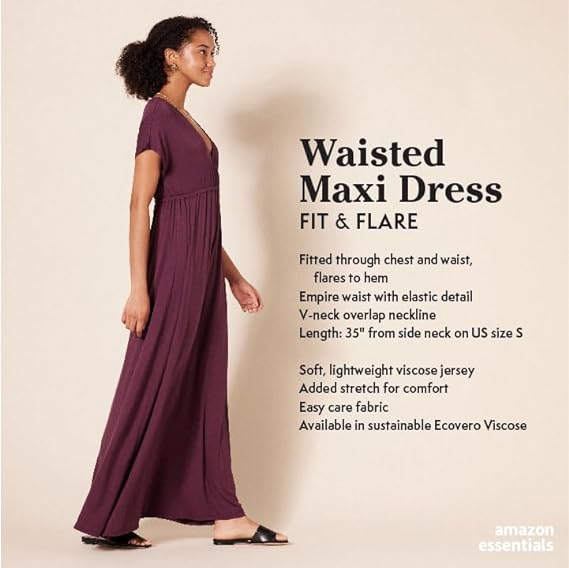 Waisted
Maxi Dress
FIT & FLARE
Fitted through chest and waist,
flares to hem
Empire waist with elastic detail
V-neck overlap neckline
Length: 35" from side neck on US size S
Soft, lightweight viscose jersey
Added stretch for comfort
Easy care fabric
Available in sustainable Ecovero Viscose
amazon
essentials